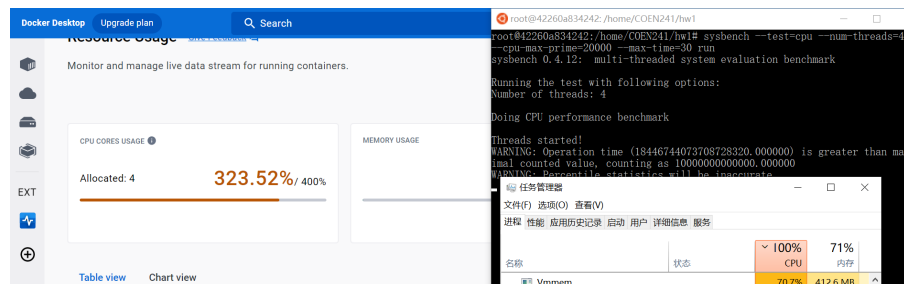 Docker Desktop
Upgrade plan
Search
Resource Usage
Monitor and manage live data stream for running containers.
CPU CORES USAGE
Allocated: 4
323.52% / 400%
MEMORY USAGE
EXT
Table view
Chart view
root@42260a834242: /home/COEN241/hw1
root@42260a834242:/home/COEN241/hw1# sysbench --test=cpu --num-threads=4
--cpu-max-prime=20000 --max-time=30 run
sysbench 0.4.12: multi-threaded system evaluation benchmark
Running the test with following options:
Number of threads: 4
Doing CPU performance benchmark
Threads started!
WARNING: Operation time (18446744073708728320.000000) is greater than ma
imal counted value, counting as 10000000000000.000000
WARNING: Percentile statistics will be inaccurate
任务管理器
文件(F) 选项(O) 查看(V)
进程 性能 应用历史记录 启动 用户 详细信息 服务
100% 71%
名称 状态 CPU 内存
Vmmem 70.7% 412.6 MB